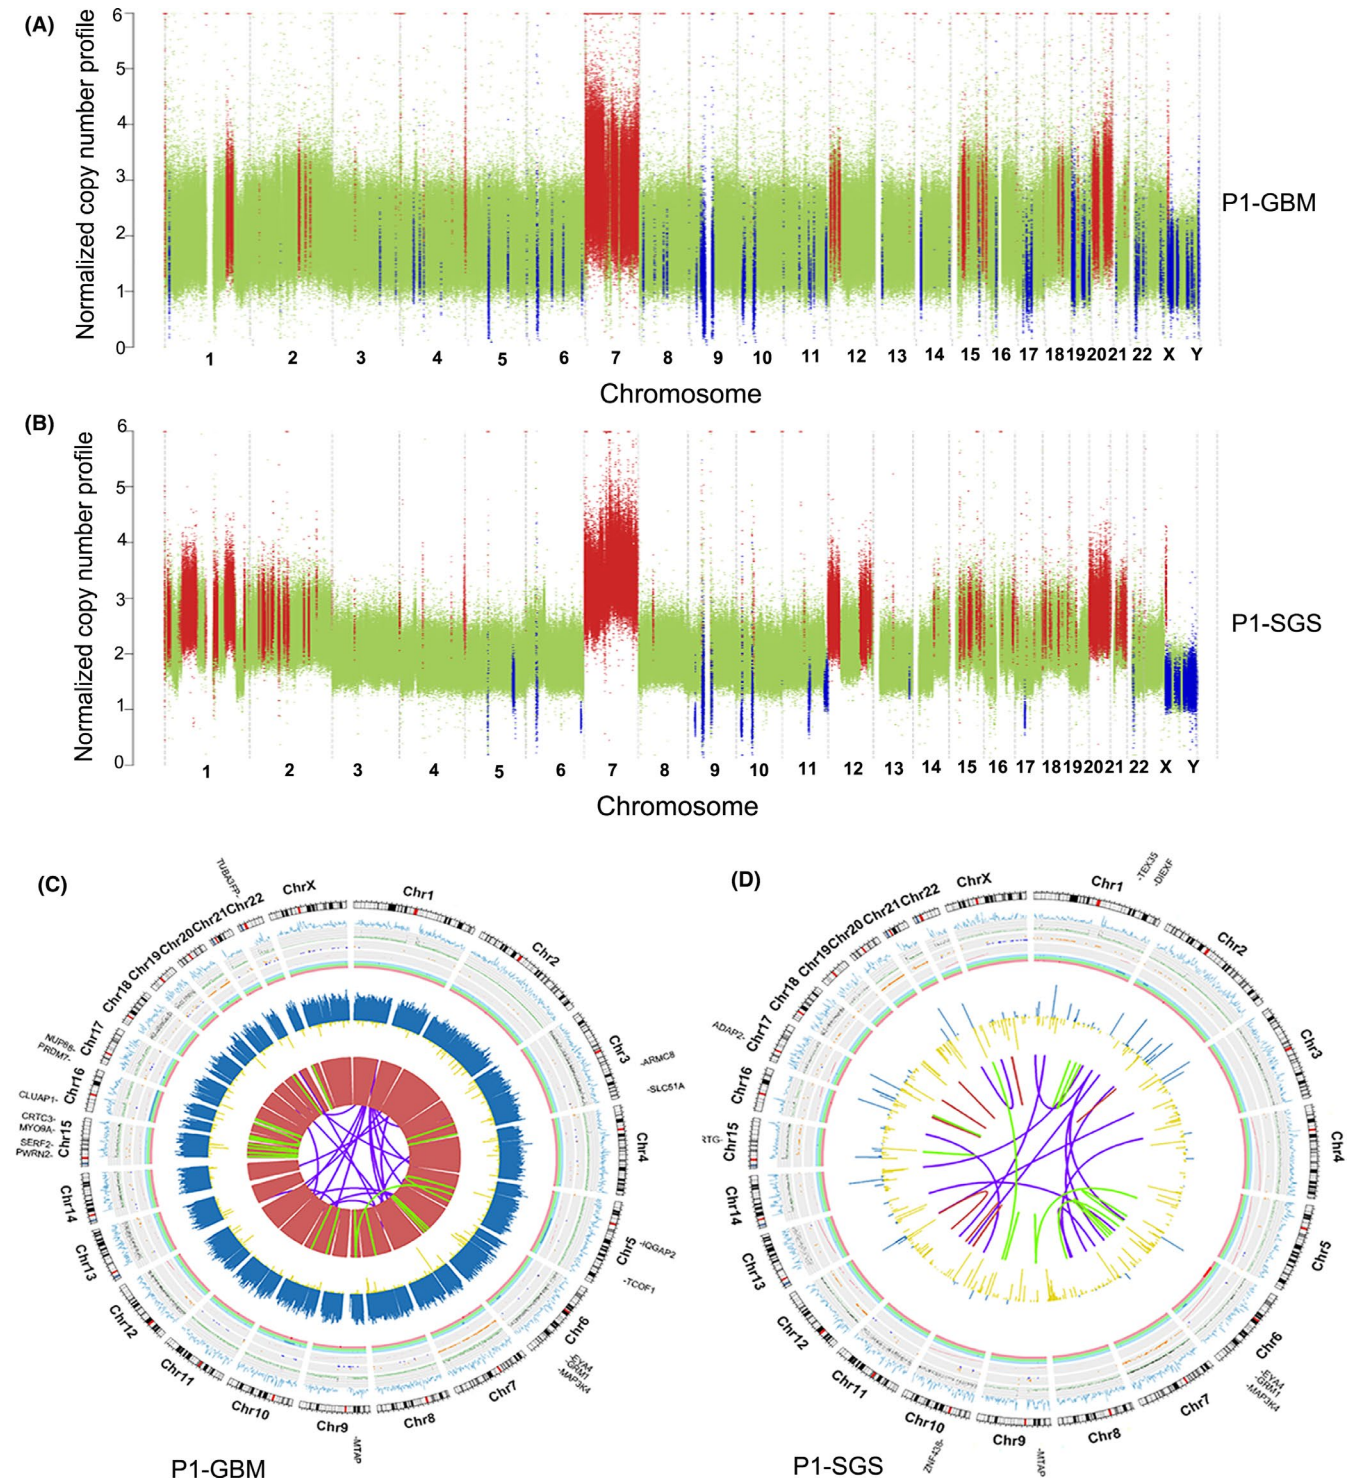 (A)
Normalized copy number profile
6
5
4
3
2
1
0
1 2 3 4 5 6 7 8 9 10 11 12 13 14 15 16 17 18 19 20 21 22 X Y
Chromosome
P1-GBM
(B)
Normalized copy number profile
6
5
4
3
2
1
0
1 2 3 4 5 6 7 8 9 10 11 12 13 14 15 16 17 18 19 20 21 22 X Y
Chromosome
P1-SGS
(C)
Chr1
Chr2
Chr3
Chr4
Chr5
Chr6
Chr7
Chr8
Chr9
Chr10
Chr11
Chr12
Chr13
Chr14
Chr15
Chr16
Chr17
Chr18
Chr19
Chr20
Chr21
Chr22
ChrX
TUBA3FP-
-ARMC8
-SLC51A
-IQGAP2
-TCOF1
-EYA4
-GRM1
-MAP3K4
-MTAP
PWRN2-
SERF2-
MYO9A-
CRTC3-
CLUAP1-
PRDM7-
NUP88-
P1-GBM
(D)
Chr1
Chr2
Chr3
Chr4
Chr5
Chr6
Chr7
Chr8
Chr9
Chr10
Chr11
Chr12
Chr13
Chr14
Chr15
Chr16
Chr17
Chr18
Chr19
Chr20
Chr21
Chr22
ChrX
-TEX35
-DIEXF
-EYA4
-GRM1
-MAP3K4
-MTAP
ZNF438-
RTG-
ADAP2-
P1-SGS